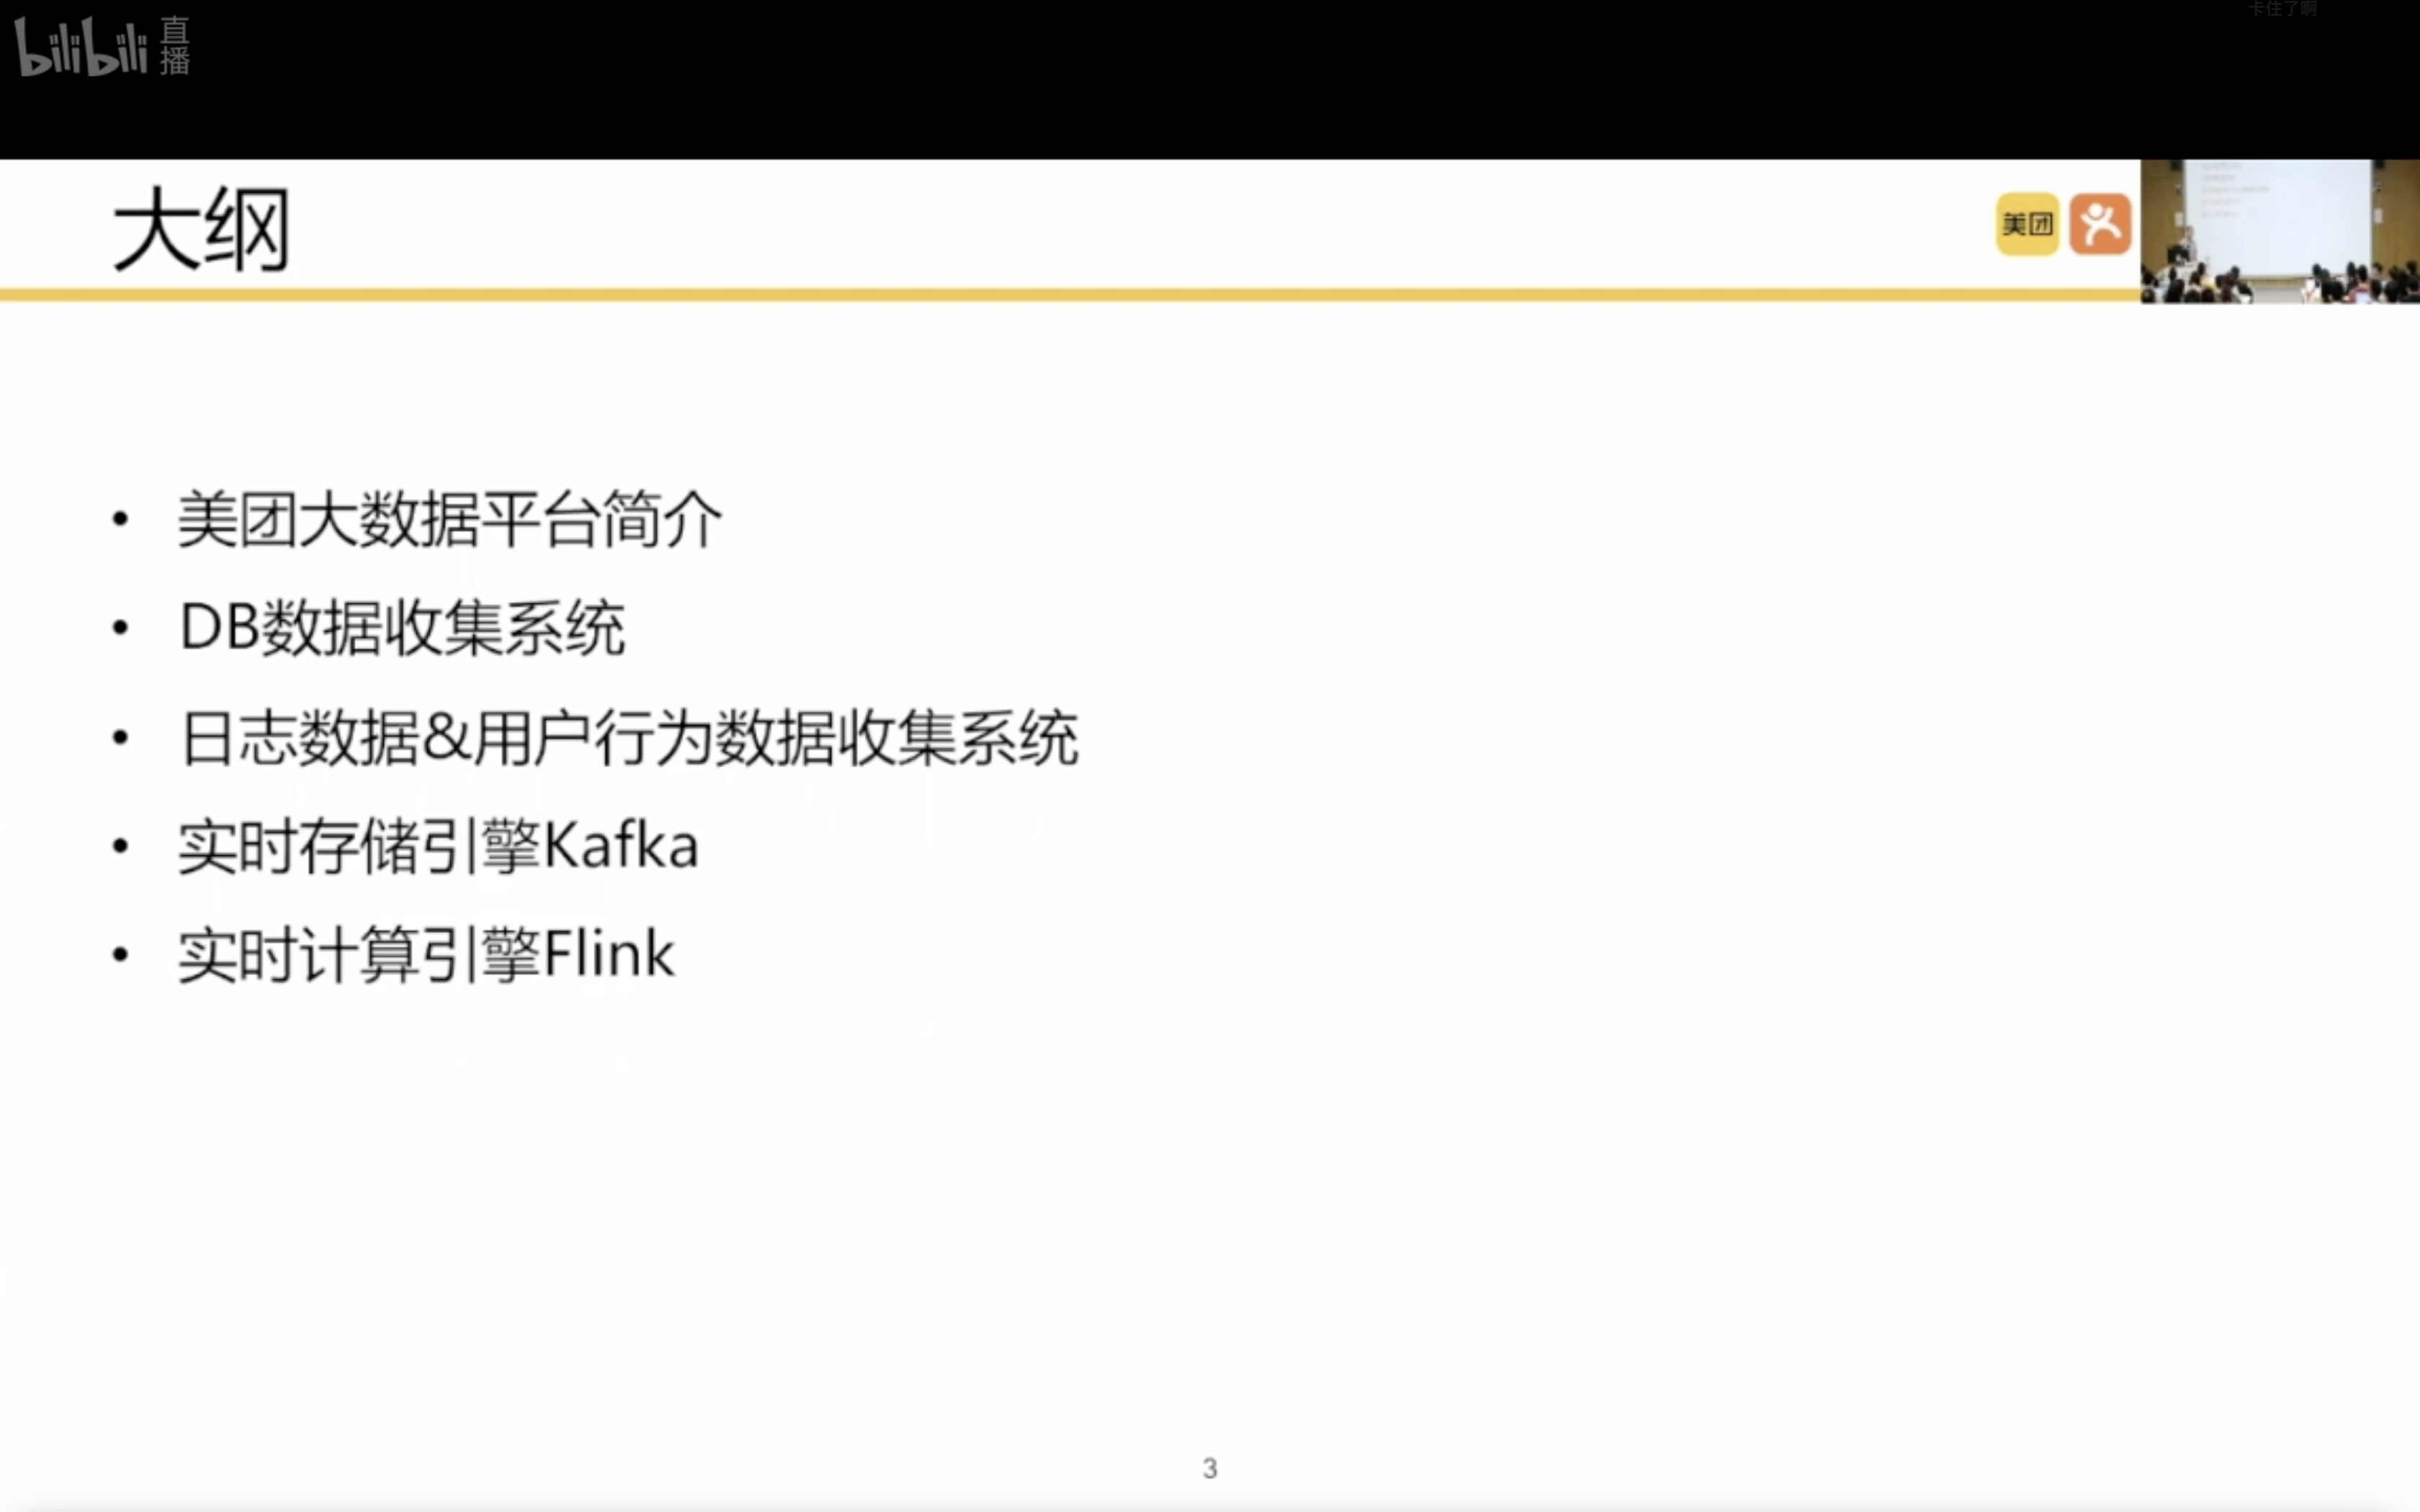 卡住了啊
bilibili 直播
大纲
美团
• 美团大数据平台简介
• DB数据收集系统
• 日志数据&用户行为数据收集系统
• 实时存储引擎Kafka
• 实时计算引擎Flink
3